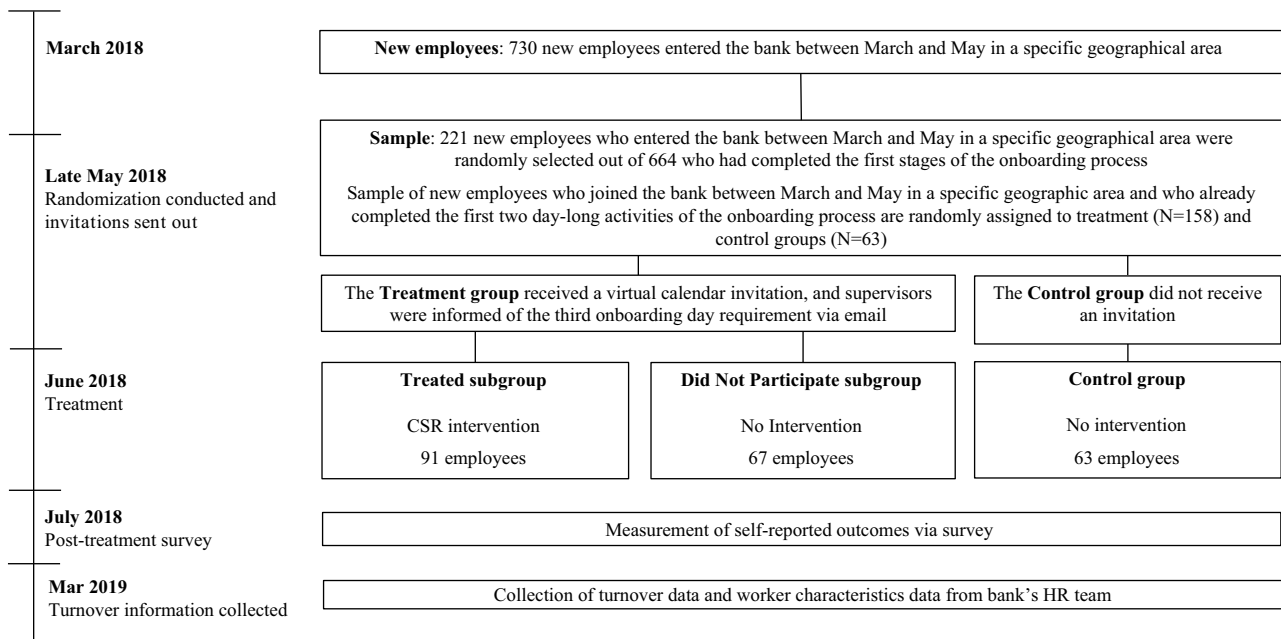 March 2018
New employees: 730 new employees entered the bank between March and May in a specific geographical area
Late May 2018
Randomization conducted and
invitations sent out
Sample: 221 new employees who entered the bank between March and May in a specific geographical area were
randomly selected out of 664 who had completed the first stages of the onboarding process
Sample of new employees who joined the bank between March and May in a specific geographic area and who already
completed the first two day-long activities of the onboarding process are randomly assigned to treatment (N=158) and
control groups (N=63)
The Treatment group received a virtual calendar invitation, and supervisors
were informed of the third onboarding day requirement via email
The Control group did not receive
an invitation
June 2018
Treatment
Treated subgroup
CSR intervention
91 employees
Did Not Participate subgroup
No Intervention
67 employees
Control group
No intervention
63 employees
July 2018
Post-treatment survey
Measurement of self-reported outcomes via survey
Mar 2019
Turnover information collected
Collection of turnover data and worker characteristics data from bank's HR team